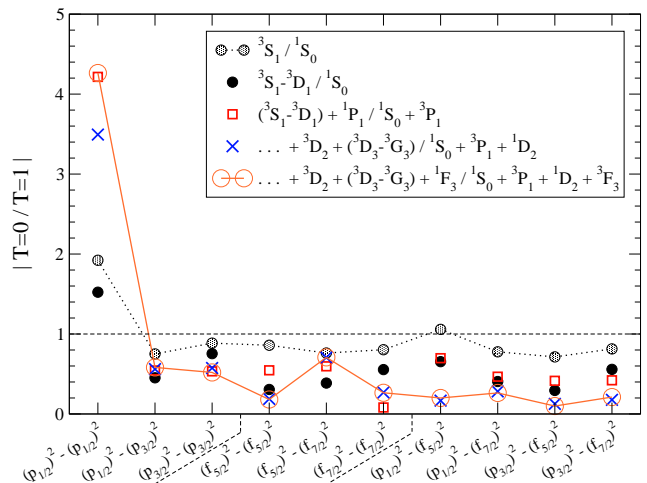 | T=0 / T=1 |
5
4
3
2
1
0
³S₁ / ¹S₀
³S₁-³D₁ / ¹S₀
(³S₁-³D₁) + ¹P₁ / ¹S₀ + ³P₁
. . . + ³D₂ + (³D₃-³G₃) / ¹S₀ + ³P₁ + ¹D₂
. . . + ³D₂ + (³D₃-³G₃) + ¹F₃ / ¹S₀ + ³P₁ + ¹D₂ + ³F₃
(p₁/₂)² - (p₁/₂)²
(p₁/₂)² - (p₃/₂)²
(p₃/₂)² - (p₃/₂)²
(f₅/₂)² - (f₅/₂)²
(f₅/₂)² - (f₇/₂)²
(f₇/₂)² - (f₇/₂)²
(p₁/₂)² - (f₅/₂)²
(p₁/₂)² - (f₇/₂)²
(p₃/₂)² - (f₅/₂)²
(p₃/₂)² - (f₇/₂)²